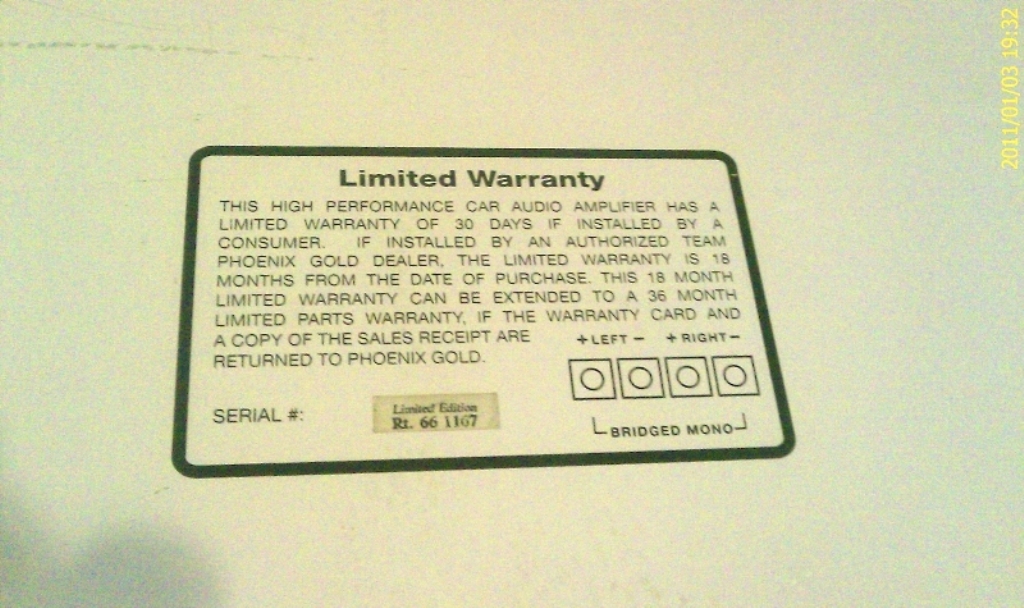 2011/01/03 19:32
Limited Warranty
THIS HIGH PERFORMANCE CAR AUDIO AMPLIFIER HAS A
LIMITED WARRANTY OF 30 DAYS IF INSTALLED BY A
CONSUMER. IF INSTALLED BY AN AUTHORIZED TEAM
PHOENIX GOLD DEALER, THE LIMITED WARRANTY IS 18
MONTHS FROM THE DATE OF PURCHASE. THIS 18 MONTH
LIMITED WARRANTY CAN BE EXTENDED TO A 36 MONTH
LIMITED PARTS WARRANTY, IF THE WARRANTY CARD AND
A COPY OF THE SALES RECEIPT ARE
RETURNED TO PHOENIX GOLD.
+LEFT − +RIGHT−
SERIAL #:
Limited Edition
Rt. 66 1167
BRIDGED MONO